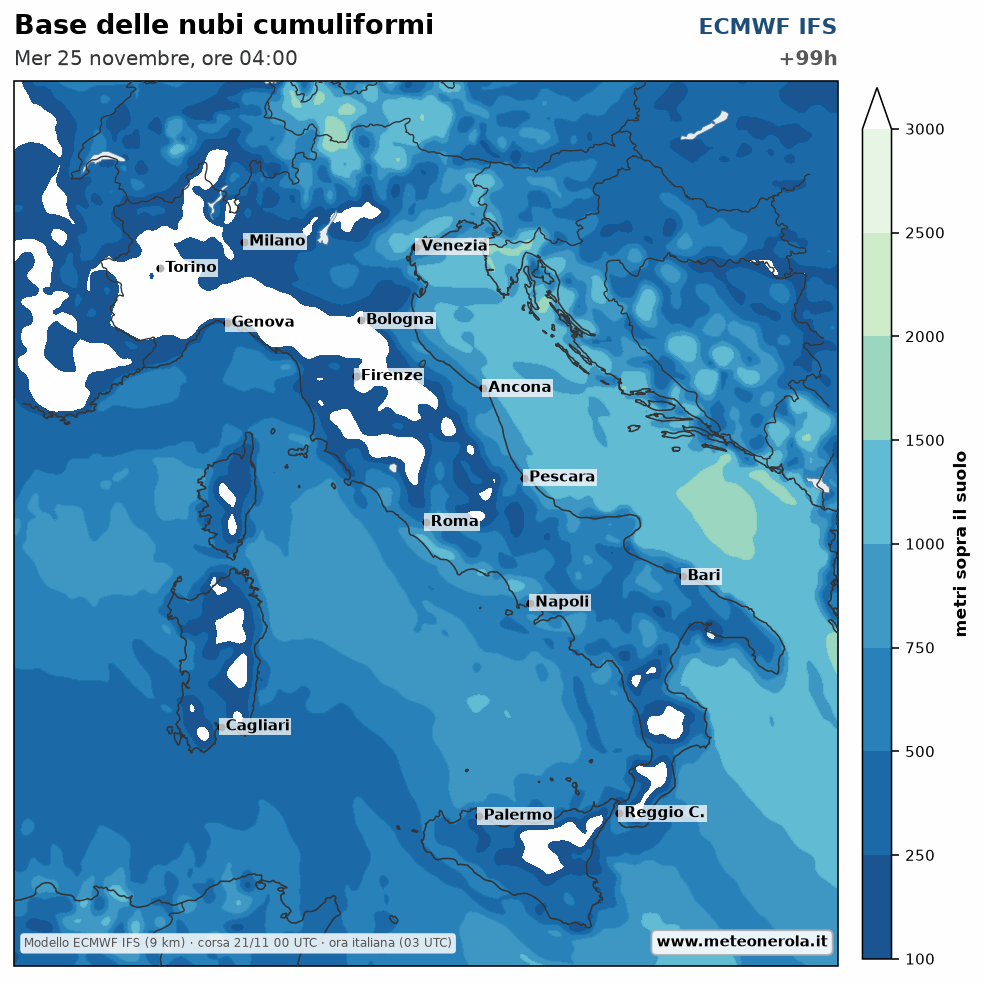 Base delle nubi cumuliformi
ECMWF IFS
Mer 25 novembre, ore 04:00
+99h
3000
2500
2000
1500
1000
750
500
250
100
metri sopra il suolo
Milano
Venezia
Torino
Genova
Bologna
Firenze
Ancona
Pescara
Roma
Bari
Napoli
Cagliari
Palermo
Reggio C.
Modello ECMWF IFS (9 km) · corsa 21/11 00 UTC · ora italiana (03 UTC)
www.meteonerola.it